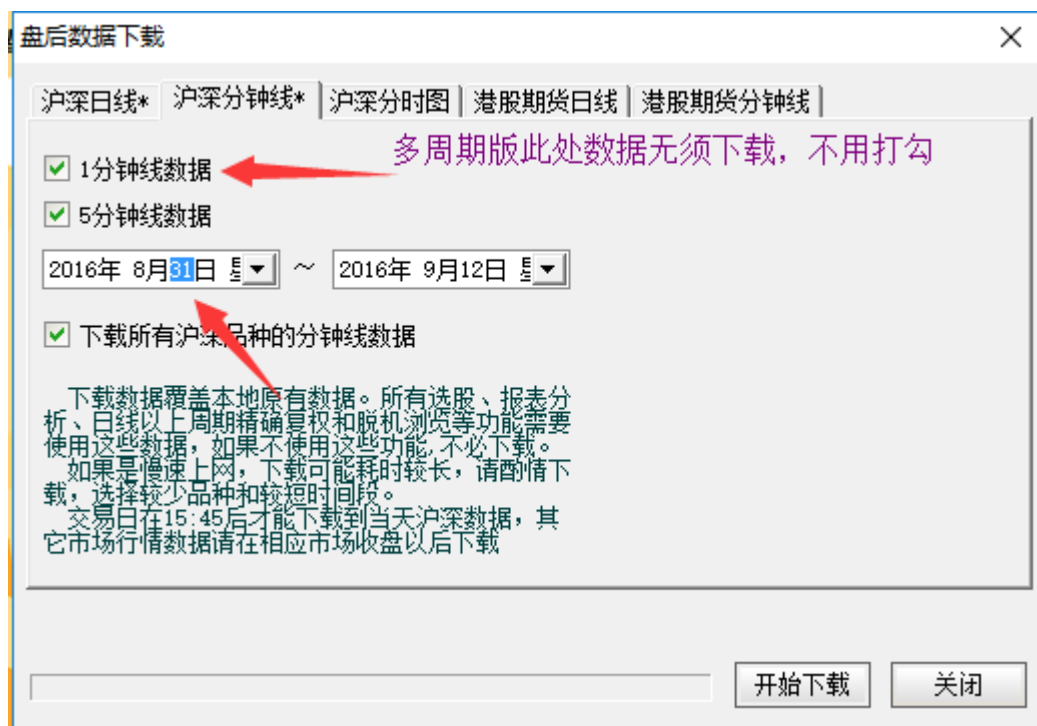 盘后数据下载
沪深日线* 沪深分钟线* 沪深分时图 港股期货日线 港股期货分钟线
多周期版此处数据无须下载，不用打勾
1分钟线数据
5分钟线数据
2016年 8月31日 ～ 2016年 9月12日
下载所有沪深品种的分钟线数据
下载数据覆盖本地原有数据。所有选股、报表分
析、日线以上周期精确复权和脱机浏览等功能需要
使用这些数据，如果不使用这些功能,不必下载。
如果是慢速上网，下载可能耗时较长，请酌情下
载，选择较少品种和较短时间段。
交易日在15:45后才能下载到当天沪深数据，其
它市场行情数据请在相应市场收盘以后下载
开始下载 关闭